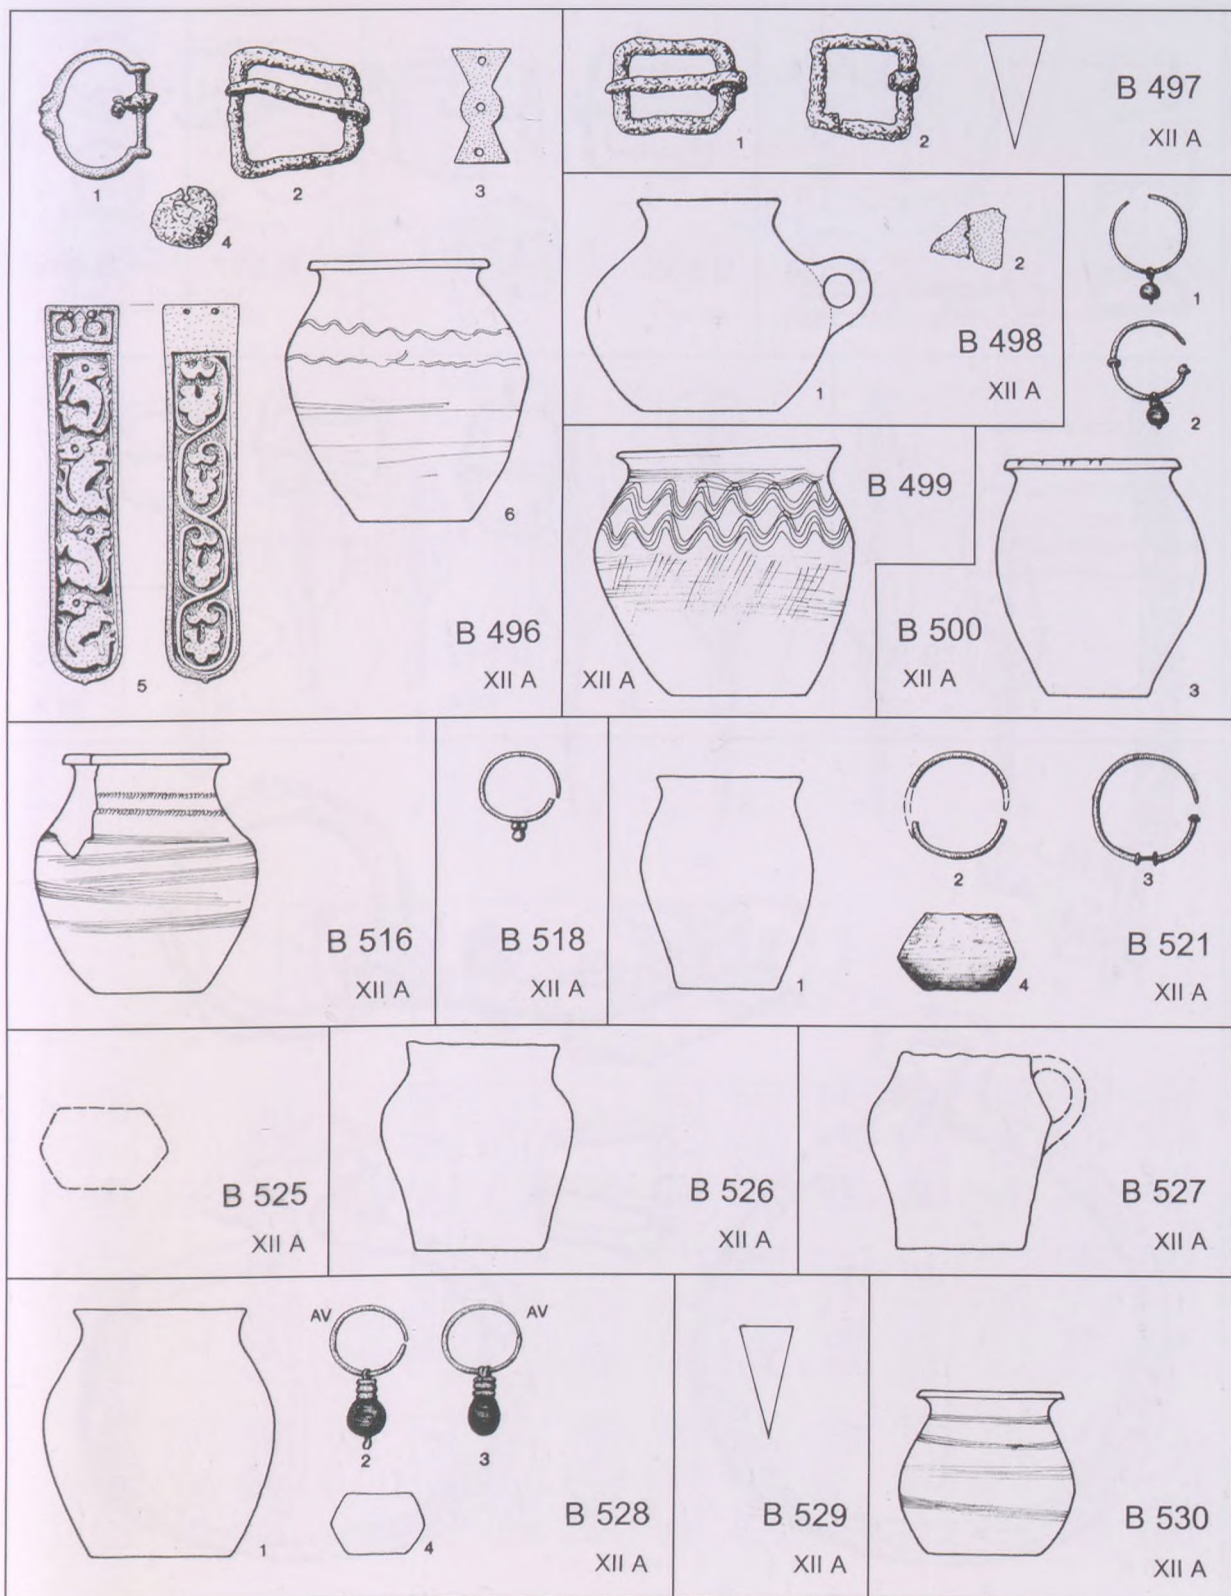 1
2
3
4
5
6
B 496
XII A
1
2
B 497
XII A
1
2
B 498
XII A
B 499
XII A
1
2
3
B 500
XII A
B 516
XII A
B 518
XII A
1
2
3
4
B 521
XII A
B 525
XII A
B 526
XII A
B 527
XII A
1
AV
2
AV
3
4
B 528
XII A
B 529
XII A
B 530
XII A